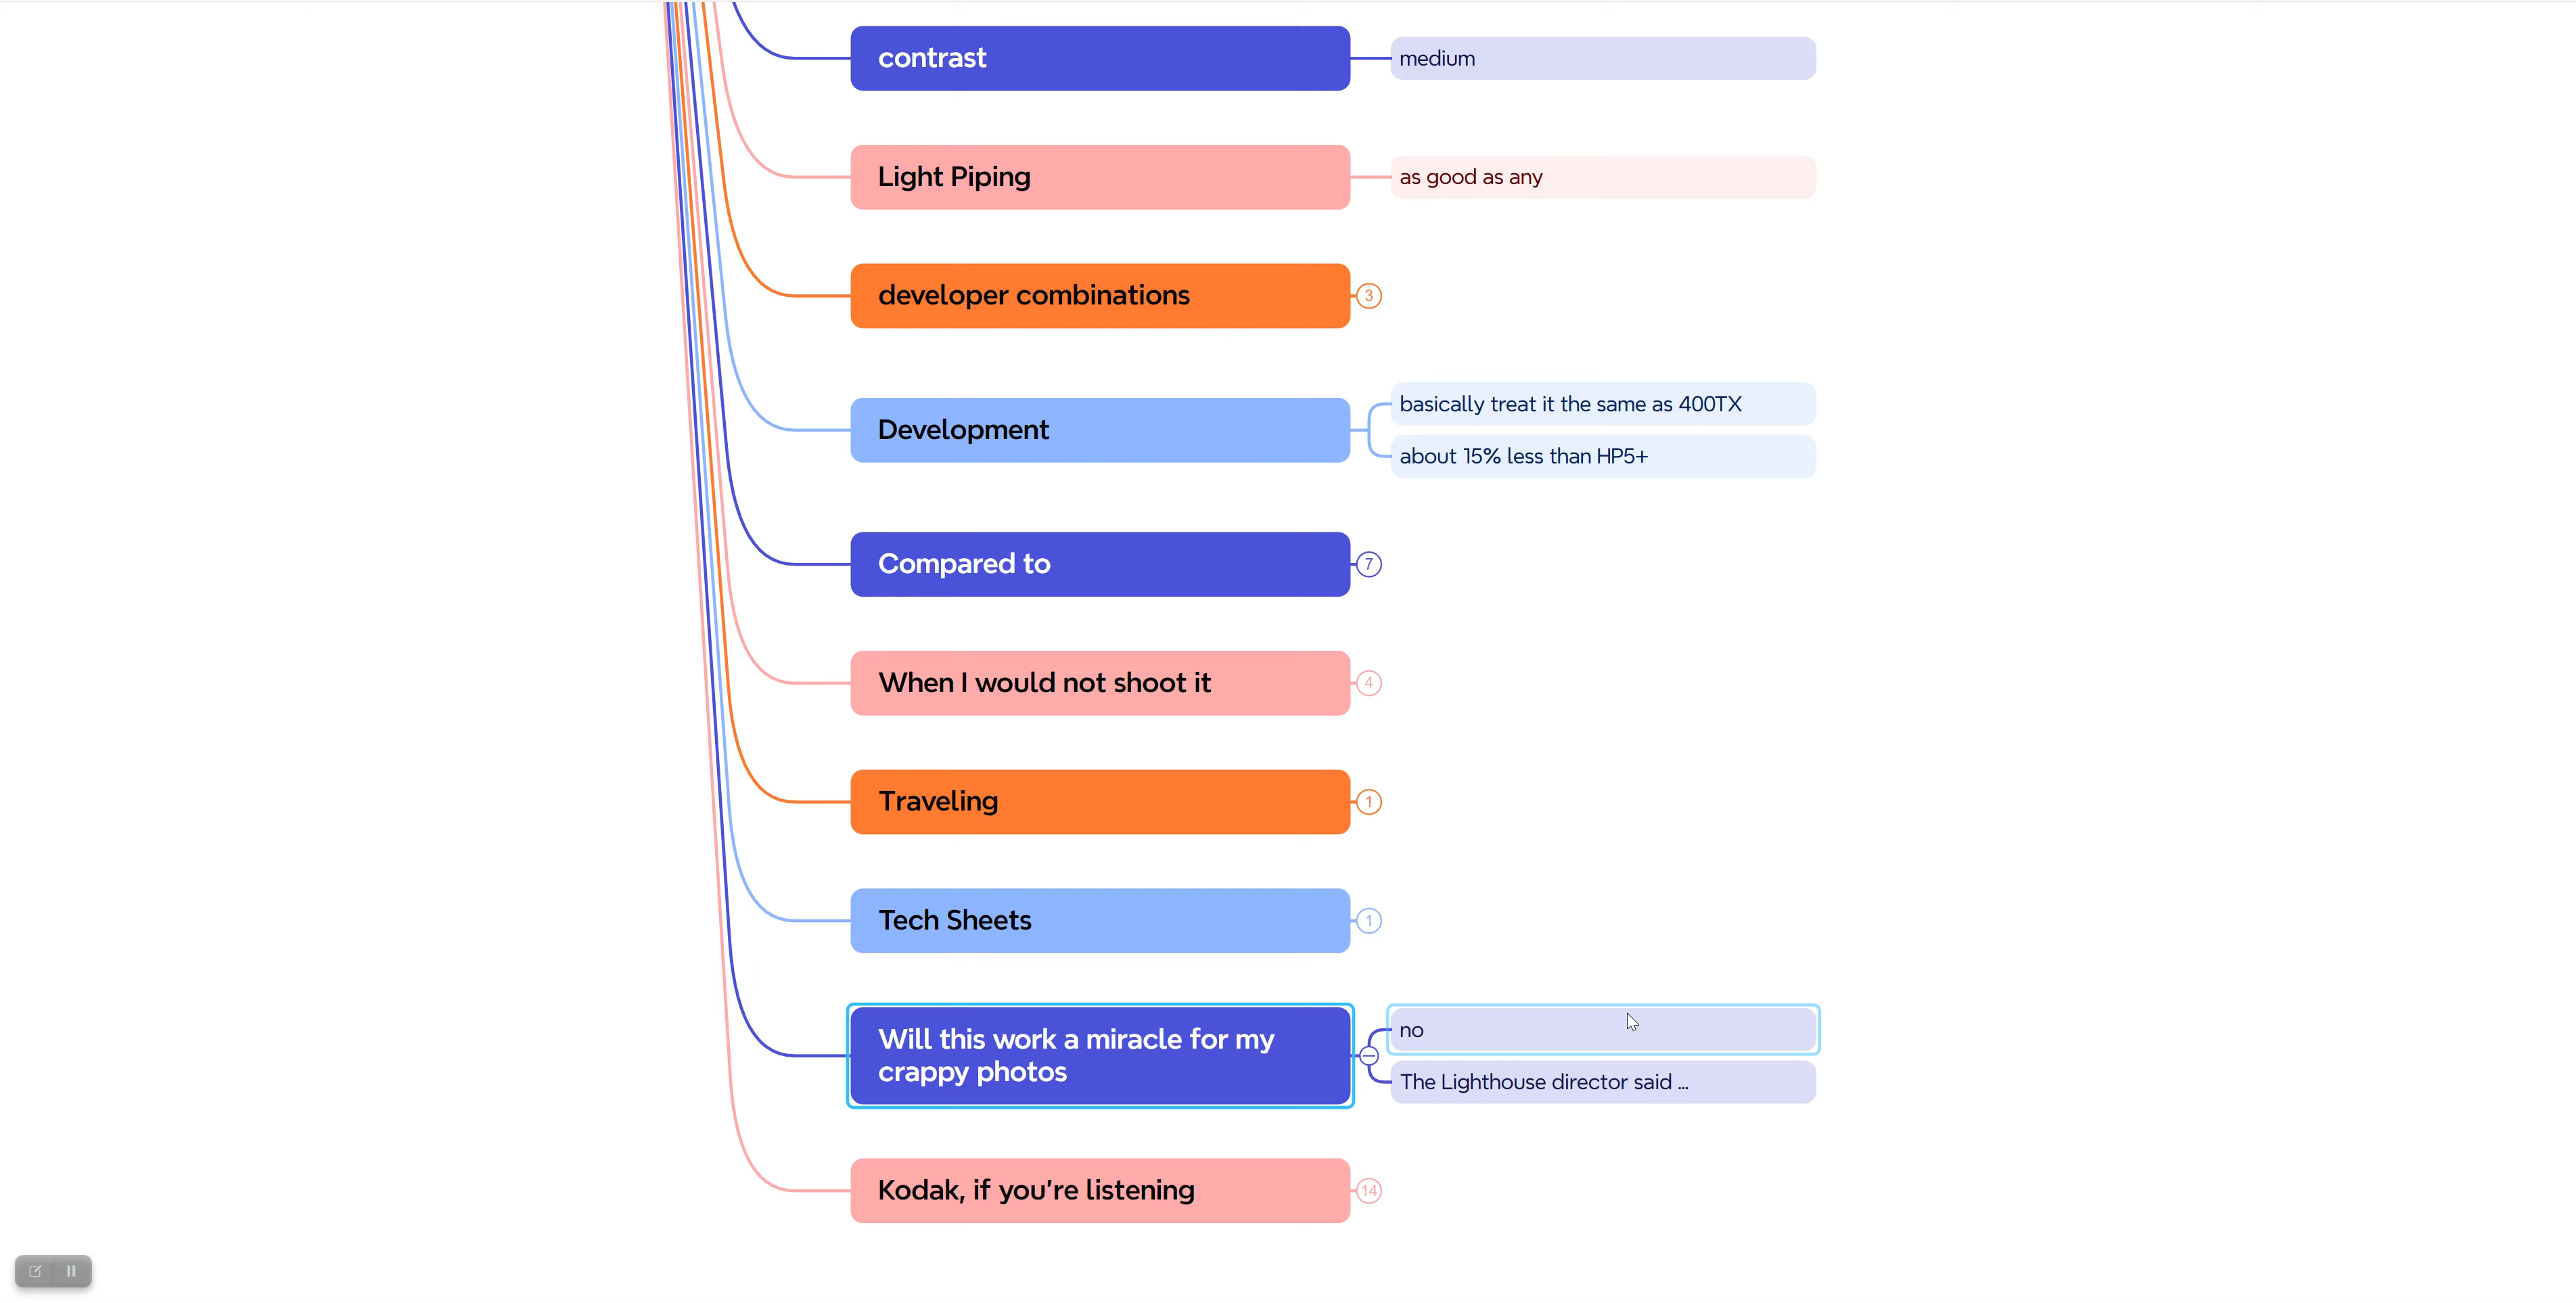 contrast
medium
Light Piping
as good as any
developer combinations
3
Development
basically treat it the same as 400TX
about 15% less than HP5+
Compared to
7
When I would not shoot it
4
Traveling
1
Tech Sheets
1
Will this work a miracle for my
crappy photos
no
The Lighthouse director said ...
Kodak, if you're listening
14